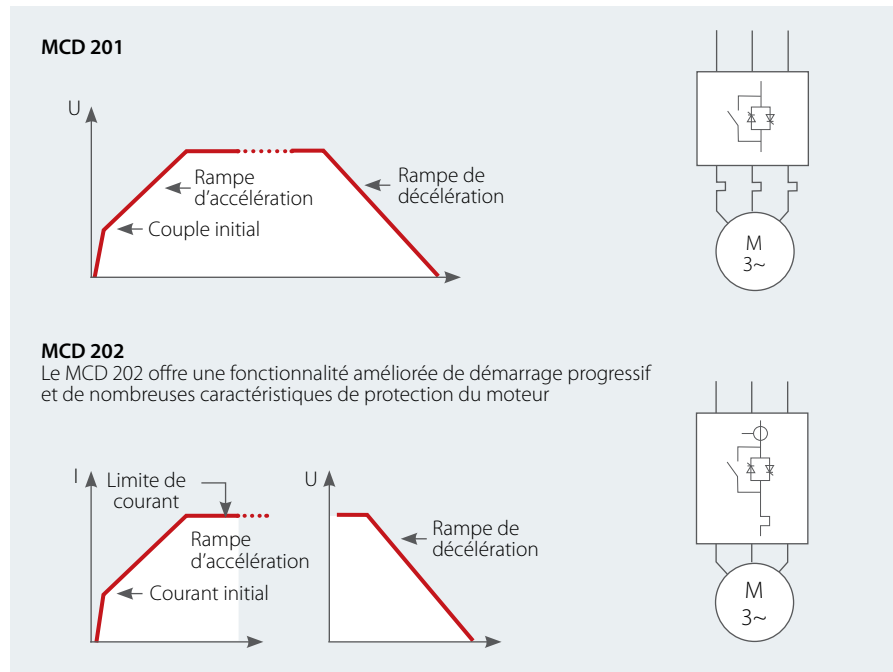 MCD 201
U
Rampe
d'accélération
Rampe de
décélération
Couple initial
M
3~
MCD 202
Le MCD 202 offre une fonctionnalité améliorée de démarrage progressif
et de nombreuses caractéristiques de protection du moteur
I
Limite de
courant
Rampe
d'accélération
Courant initial
U
Rampe de
décélération
M
3~